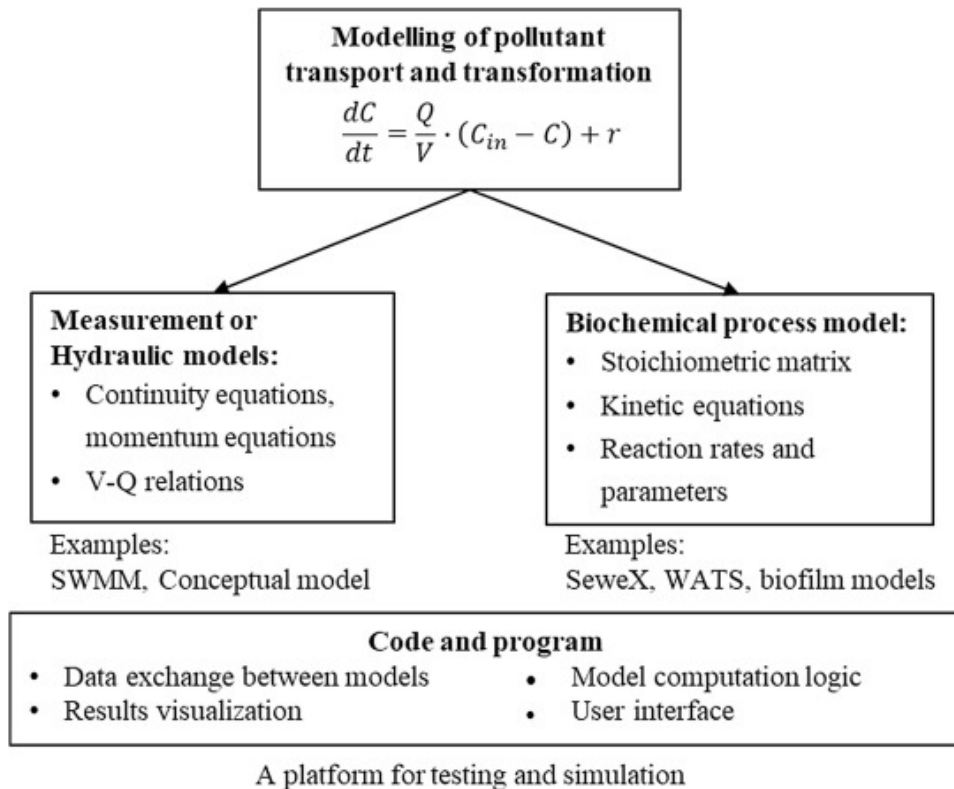 Modelling of pollutant
transport and transformation
dC/dt = Q/V · (C_in − C) + r
Measurement or
Hydraulic models:
• Continuity equations,
momentum equations
• V-Q relations
Examples:
SWMM, Conceptual model
Biochemical process model:
• Stoichiometric matrix
• Kinetic equations
• Reaction rates and
parameters
Examples:
SeweX, WATS, biofilm models
Code and program
• Data exchange between models
• Results visualization
• Model computation logic
• User interface
A platform for testing and simulation